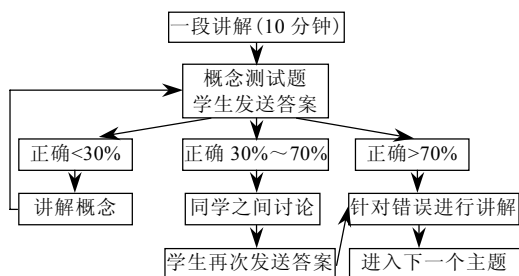 一段讲解(10 分钟)
概念测试题
学生发送答案
正确<30%
正确 30%～70%
正确>70%
讲解概念
同学之间讨论
针对错误进行讲解
学生再次发送答案
进入下一个主题